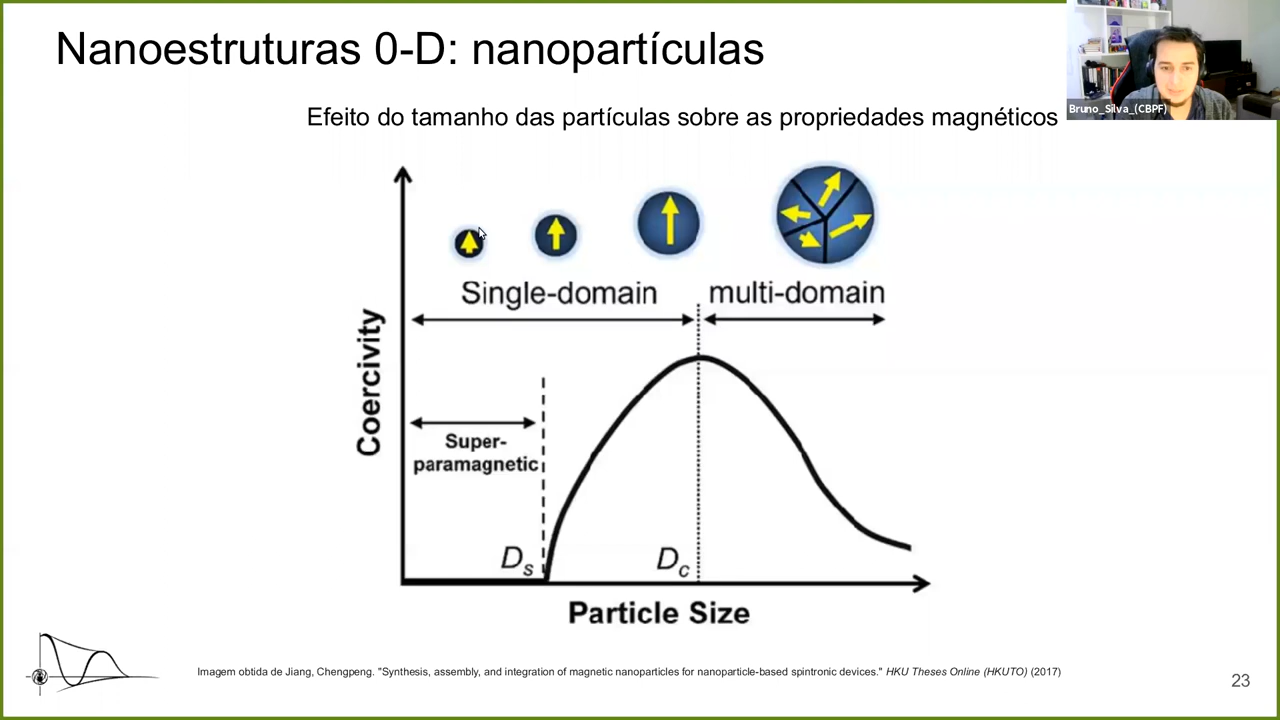 Nanoestruturas 0-D: nanopartículas
Bruno_Silva_(CBPF)
Efeito do tamanho das partículas sobre as propriedades magnéticos
Single-domain
multi-domain
Coercivity
Super-
paramagnetic
Ds
Dc
Particle Size
Imagem obtida de Jiang, Chengpeng. "Synthesis, assembly, and integration of magnetic nanoparticles for nanoparticle-based spintronic devices." HKU Theses Online (HKUTO) (2017)
23